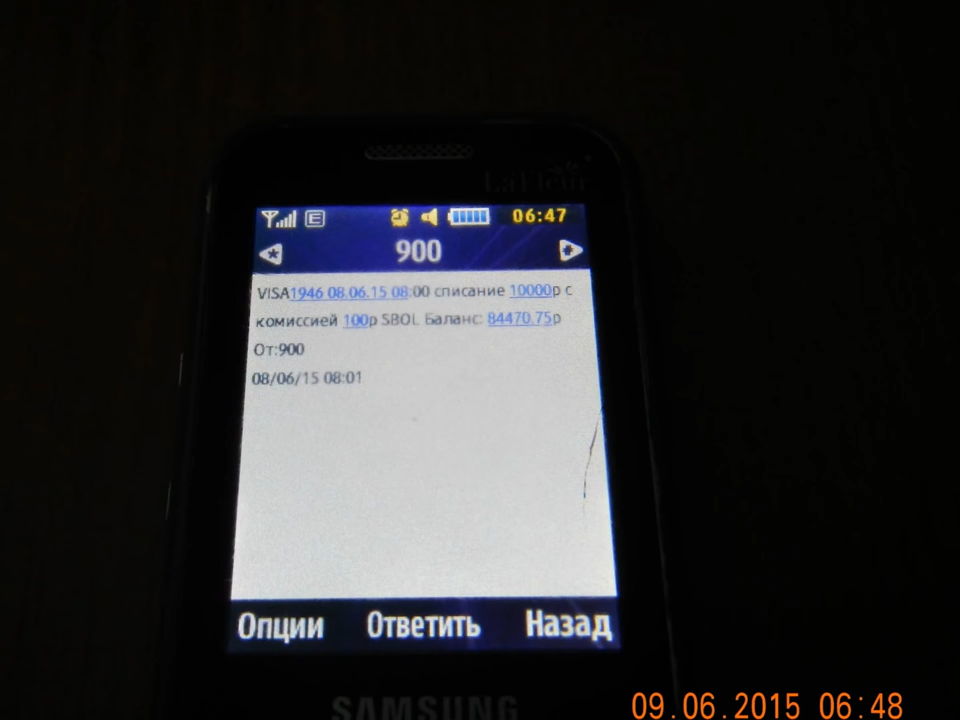 LaFleur
06:47
900
VISA1946 08.06.15 08:00 списание 10000р с
комиссией 100р SBOL Баланс: 84470.75р
От:900
08/06/15 08:01
Опции Ответить Назад
SAMSUNG
09.06.2015 06:48